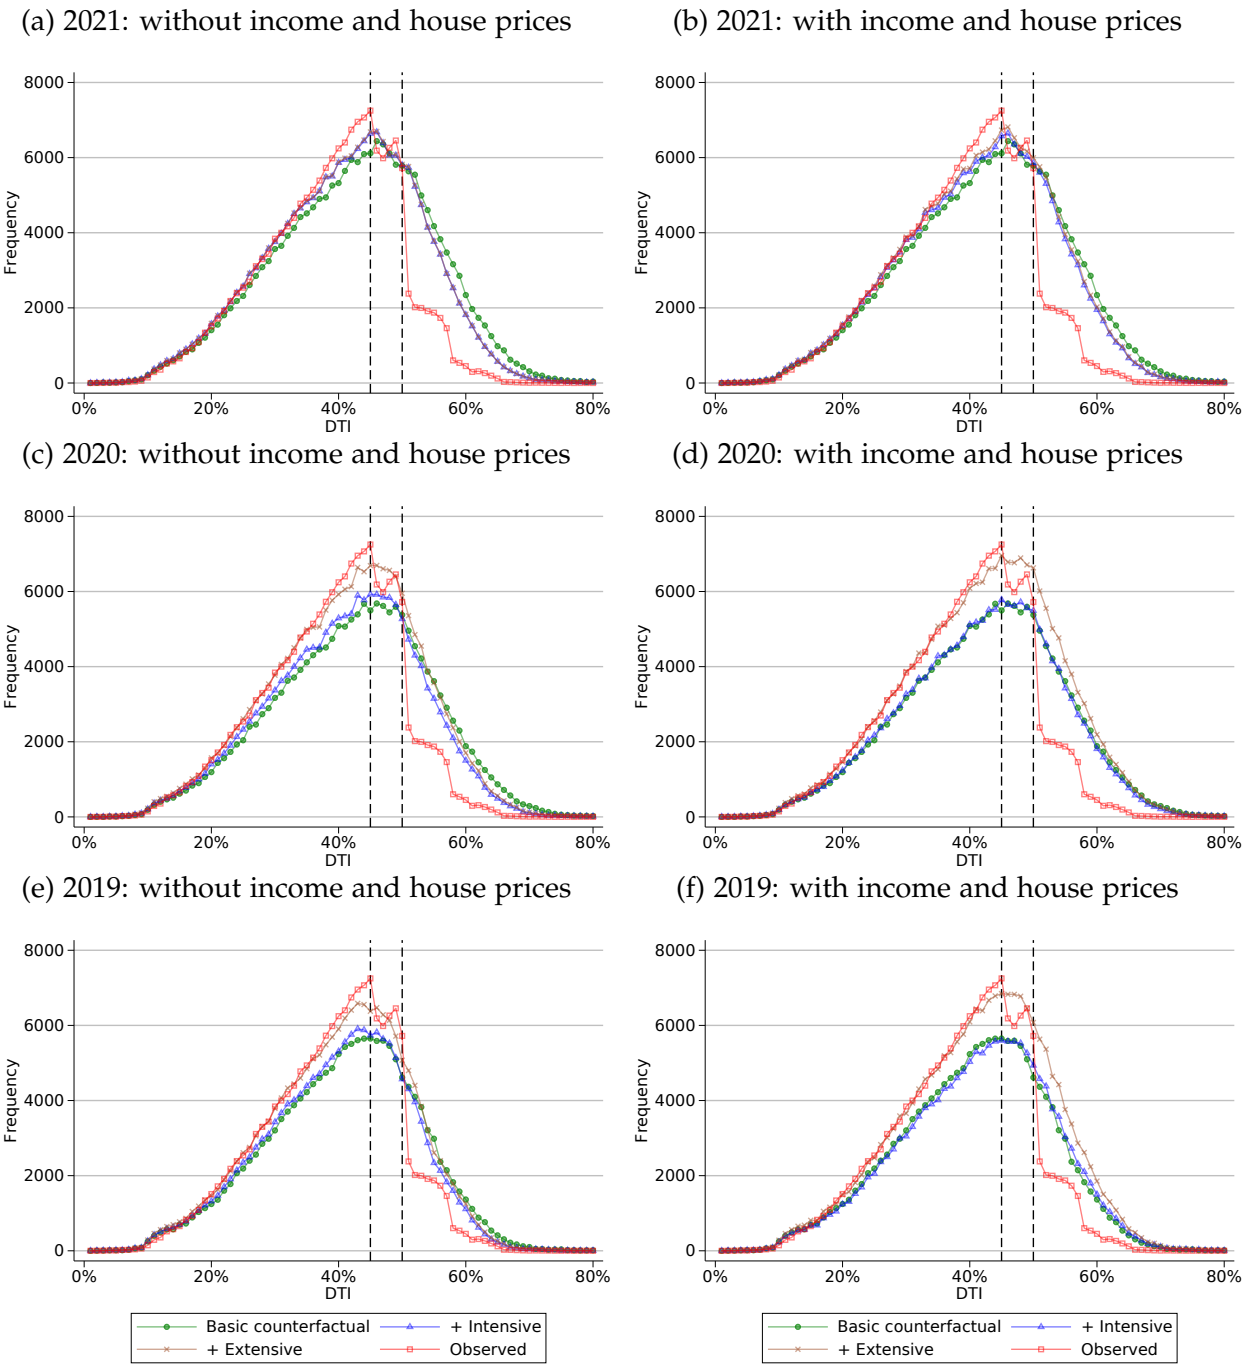 (a) 2021: without income and house prices
(b) 2021: with income and house prices
8000
6000
4000
2000
0
Frequency
0% 20% 40% 60% 80%
DTI
8000
6000
4000
2000
0
Frequency
0% 20% 40% 60% 80%
DTI
(c) 2020: without income and house prices
(d) 2020: with income and house prices
8000
6000
4000
2000
0
Frequency
0% 20% 40% 60% 80%
DTI
8000
6000
4000
2000
0
Frequency
0% 20% 40% 60% 80%
DTI
(e) 2019: without income and house prices
(f) 2019: with income and house prices
8000
6000
4000
2000
0
Frequency
0% 20% 40% 60% 80%
DTI
8000
6000
4000
2000
0
Frequency
0% 20% 40% 60% 80%
DTI
Basic counterfactual + Intensive
+ Extensive Observed
Basic counterfactual + Intensive
+ Extensive Observed